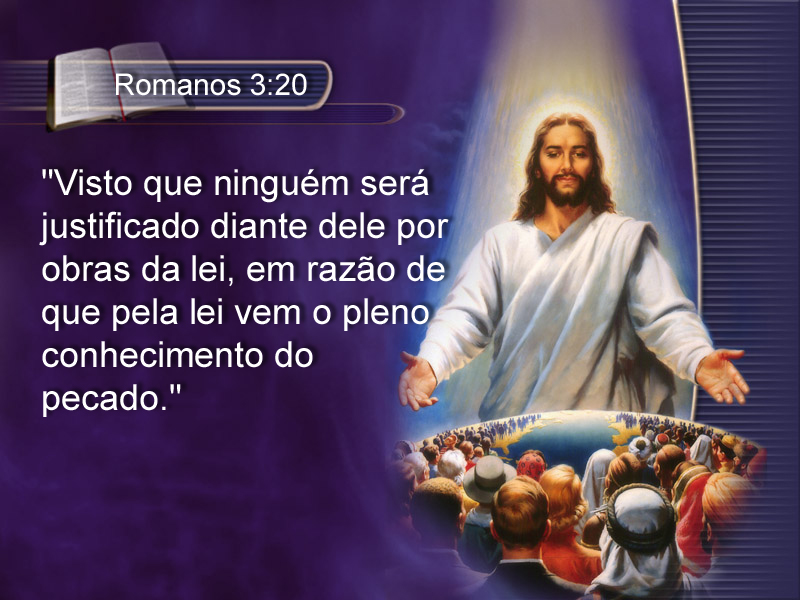 Romanos 3:20
"Visto que ninguém será
justificado diante dele por
obras da lei, em razão de
que pela lei vem o pleno
conhecimento do
pecado."